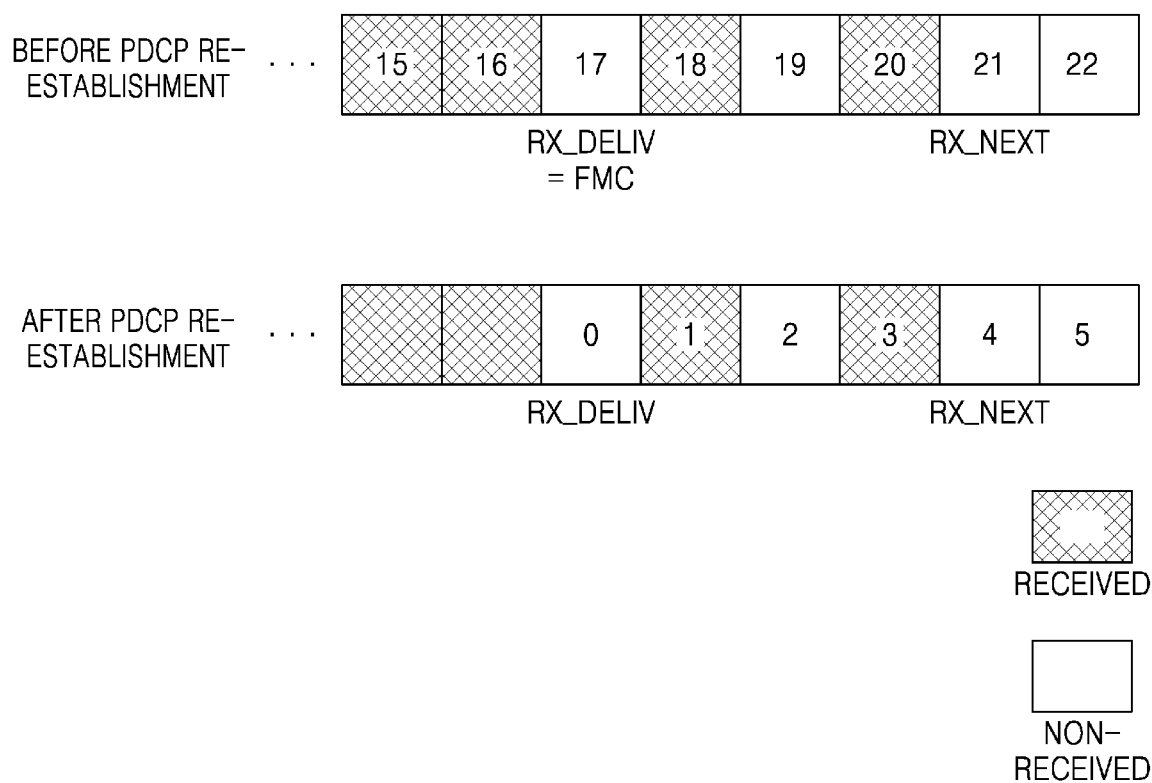 BEFORE PDCP RE-
ESTABLISHMENT
. . . 15 16 17 18 19 20 21 22
RX_DELIV
= FMC
RX_NEXT
AFTER PDCP RE-
ESTABLISHMENT
. . . 0 1 2 3 4 5
RX_DELIV
RX_NEXT
RECEIVED
NON-
RECEIVED